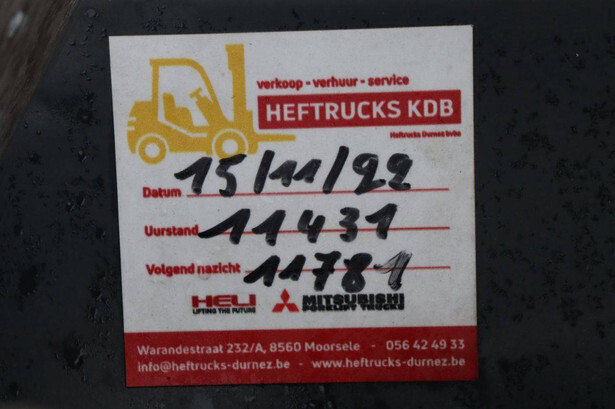 verkoop - verhuur - service
HEFTRUCKS KDB
Heftrucks Durnez bvba
Datum 15/11/22
Uurstand 11431
Volgend nazicht 11781
HELI MITSUBISHI
LIFTING THE FUTURE FORKLIFT TRUCKS
Warandestraat 232/A, 8560 Moorsele - 056 42 49 33
info@heftrucks-durnez.be - www.heftrucks-durnez.be